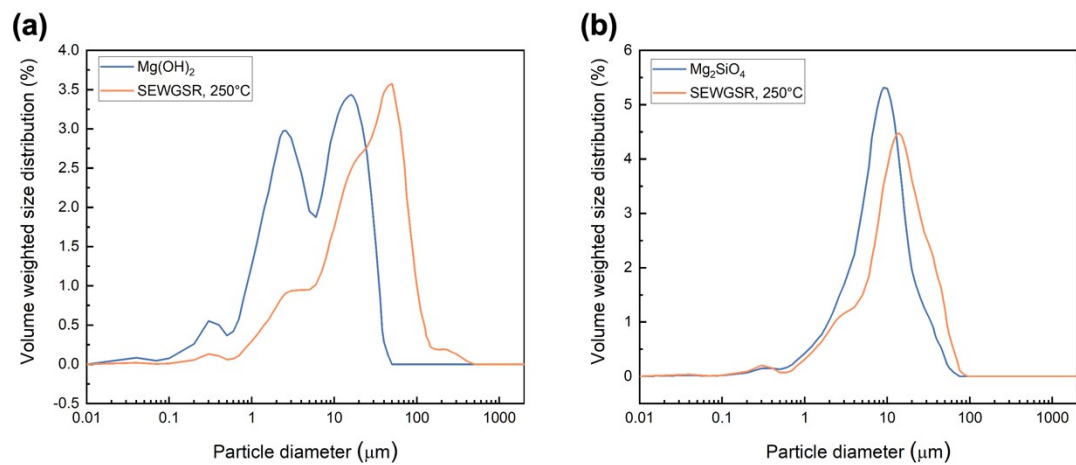 (a)
Volume weighted size distribution (%)
4.0
3.5
3.0
2.5
2.0
1.5
1.0
0.5
0.0
-0.5
Mg(OH)₂
SEWGSR, 250°C
0.01
0.1
1
10
100
1000
Particle diameter (μm)
(b)
Volume weighted size distribution (%)
6
5
4
3
2
1
0
Mg₂SiO₄
SEWGSR, 250°C
0.01
0.1
1
10
100
1000
Particle diameter (μm)